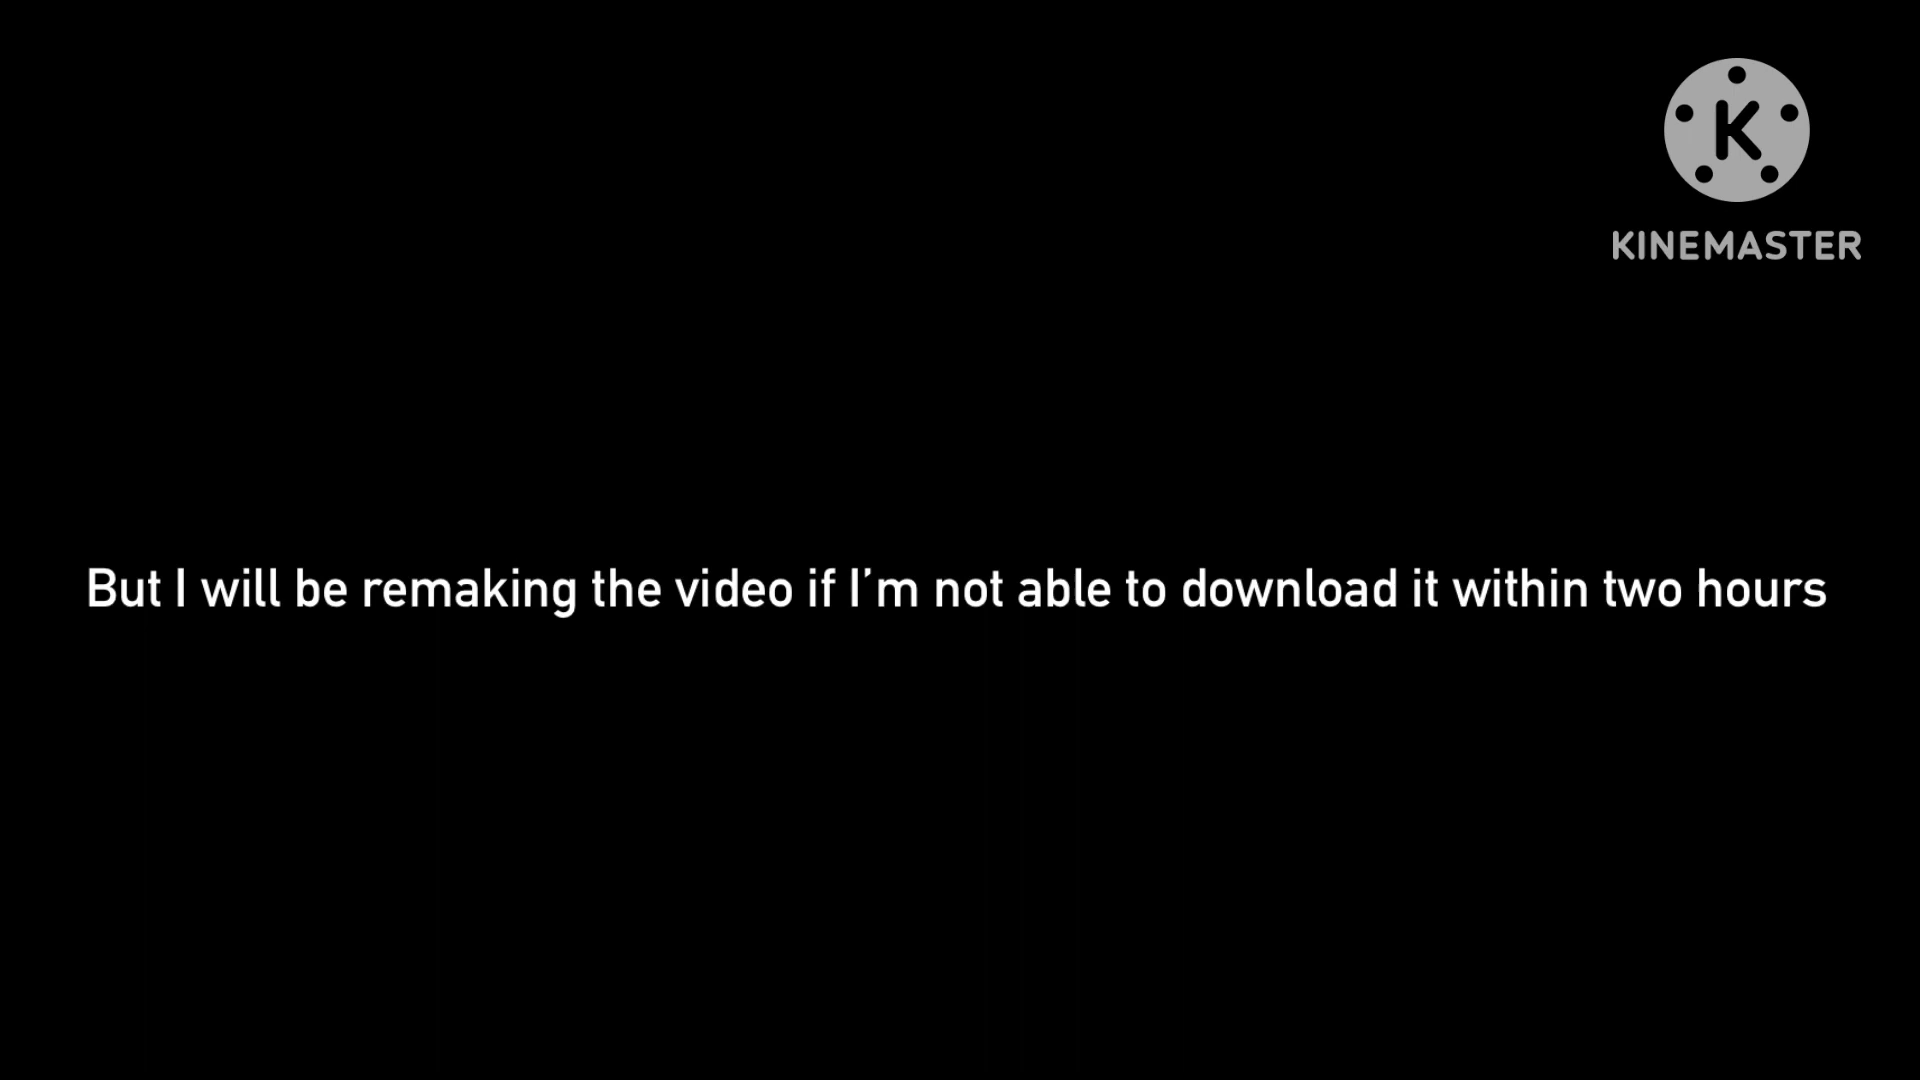 K
KINEMASTER
But I will be remaking the video if I’m not able to download it within two hours